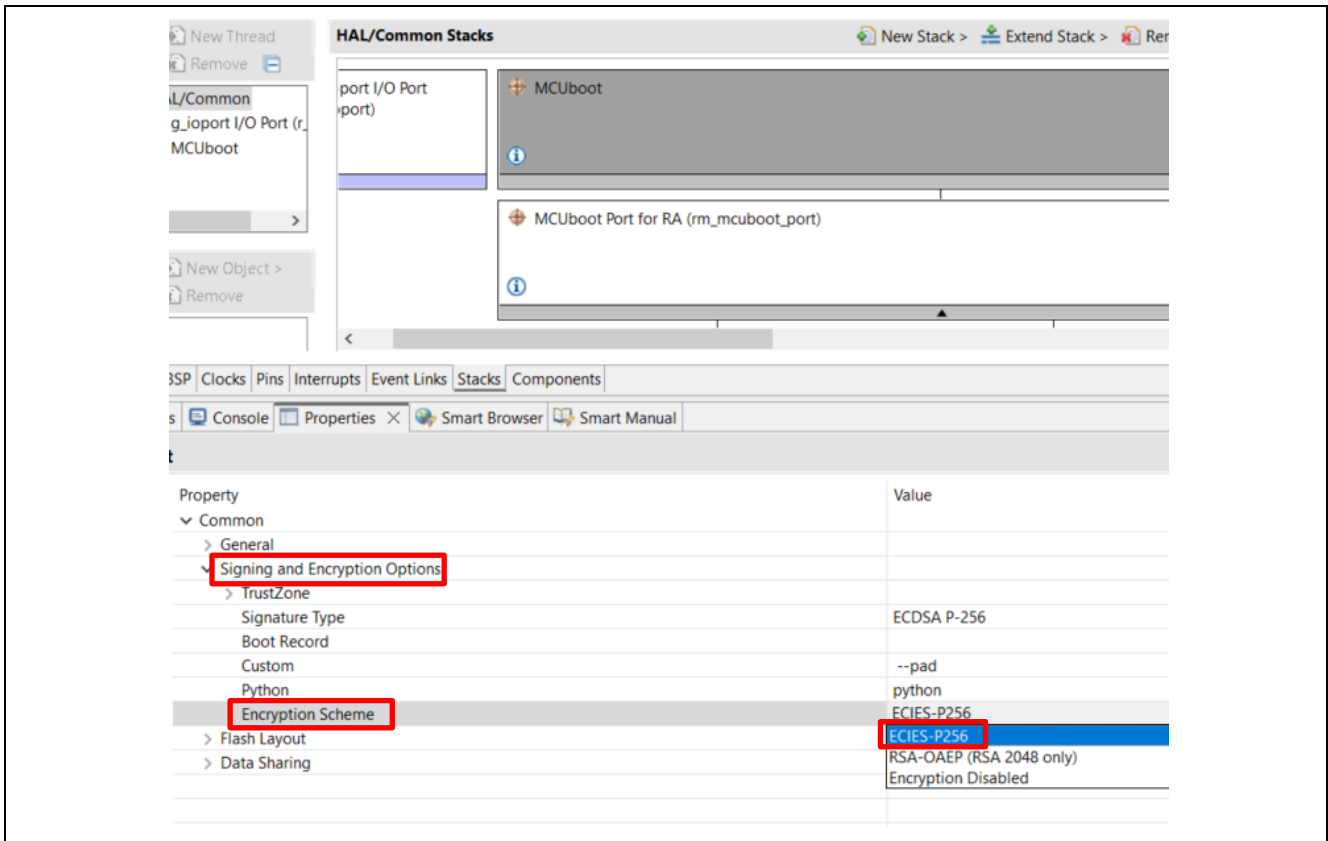 New Thread
Remove
HAL/Common Stacks
New Stack > Extend Stack > Rer
AL/Common
g_ioport I/O Port (r_
MCUboot
port I/O Port
port)
MCUboot
MCUboot Port for RA (rm_mcuboot_port)
New Object >
Remove
BSP Clocks Pins Interrupts Event Links Stacks Components
s Console Properties Smart Browser Smart Manual
t
Property Value
Common
General
Signing and Encryption Options
TrustZone
Signature Type ECDSA P-256
Boot Record
Custom --pad
Python python
Encryption Scheme ECIES-P256
Flash Layout ECIES-P256
Data Sharing RSA-OAEP (RSA 2048 only)
Encryption Disabled